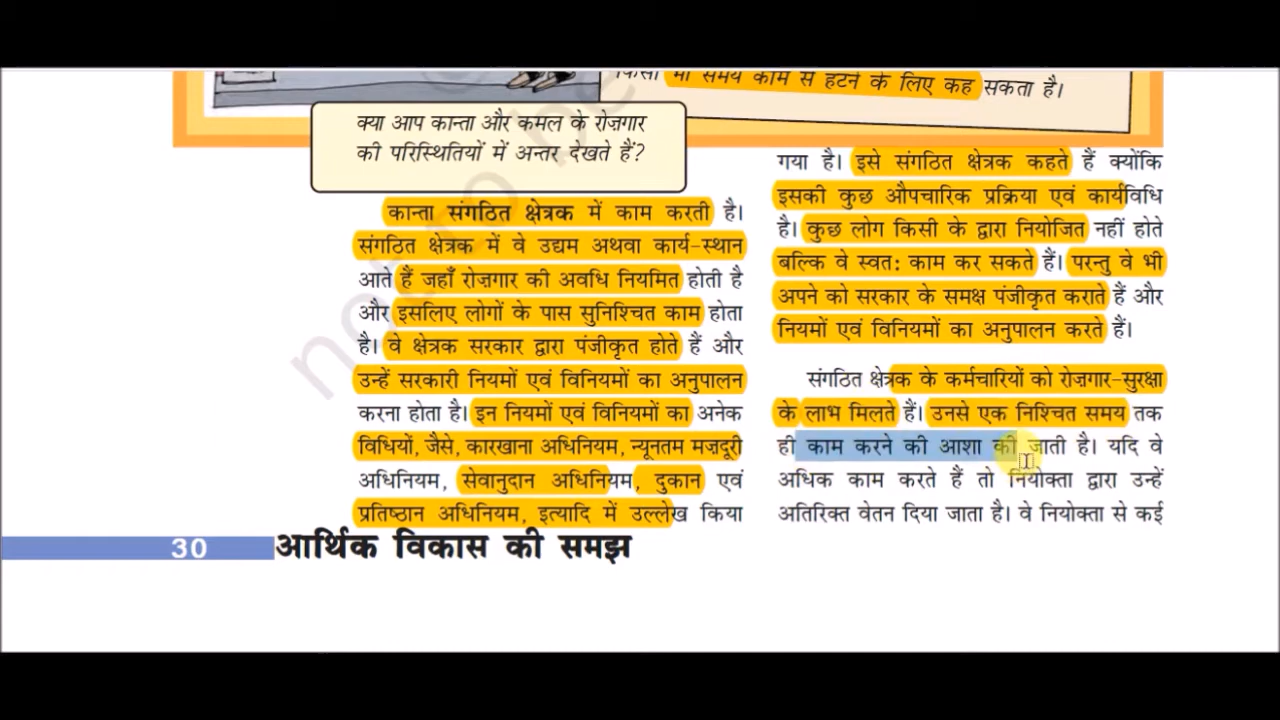 किसी भी समय काम से हटने के लिए कह सकता है।
क्या आप कान्ता और कमल के रोज़गार
की परिस्थितियों में अन्तर देखते हैं?
कान्ता संगठित क्षेत्रक में काम करती है।
संगठित क्षेत्रक में वे उद्यम अथवा कार्य-स्थान
आते हैं जहाँ रोज़गार की अवधि नियमित होती है
और इसलिए लोगों के पास सुनिश्चित काम होता
है। वे क्षेत्रक सरकार द्वारा पंजीकृत होते हैं और
उन्हें सरकारी नियमों एवं विनियमों का अनुपालन
करना होता है। इन नियमों एवं विनियमों का अनेक
विधियों, जैसे, कारखाना अधिनियम, न्यूनतम मज़दूरी
अधिनियम, सेवानुदान अधिनियम, दुकान एवं
प्रतिष्ठान अधिनियम, इत्यादि में उल्लेख किया
गया है। इसे संगठित क्षेत्रक कहते हैं क्योंकि
इसकी कुछ औपचारिक प्रक्रिया एवं कार्यविधि
है। कुछ लोग किसी के द्वारा नियोजित नहीं होते
बल्कि वे स्वत: काम कर सकते हैं। परन्तु वे भी
अपने को सरकार के समक्ष पंजीकृत कराते हैं और
नियमों एवं विनियमों का अनुपालन करते हैं।
संगठित क्षेत्रक के कर्मचारियों को रोज़गार-सुरक्षा
के लाभ मिलते हैं। उनसे एक निश्चित समय तक
ही काम करने की आशा की जाती है। यदि वे
अधिक काम करते हैं तो नियोक्ता द्वारा उन्हें
अतिरिक्त वेतन दिया जाता है। वे नियोक्ता से कई
30 आर्थिक विकास की समझ